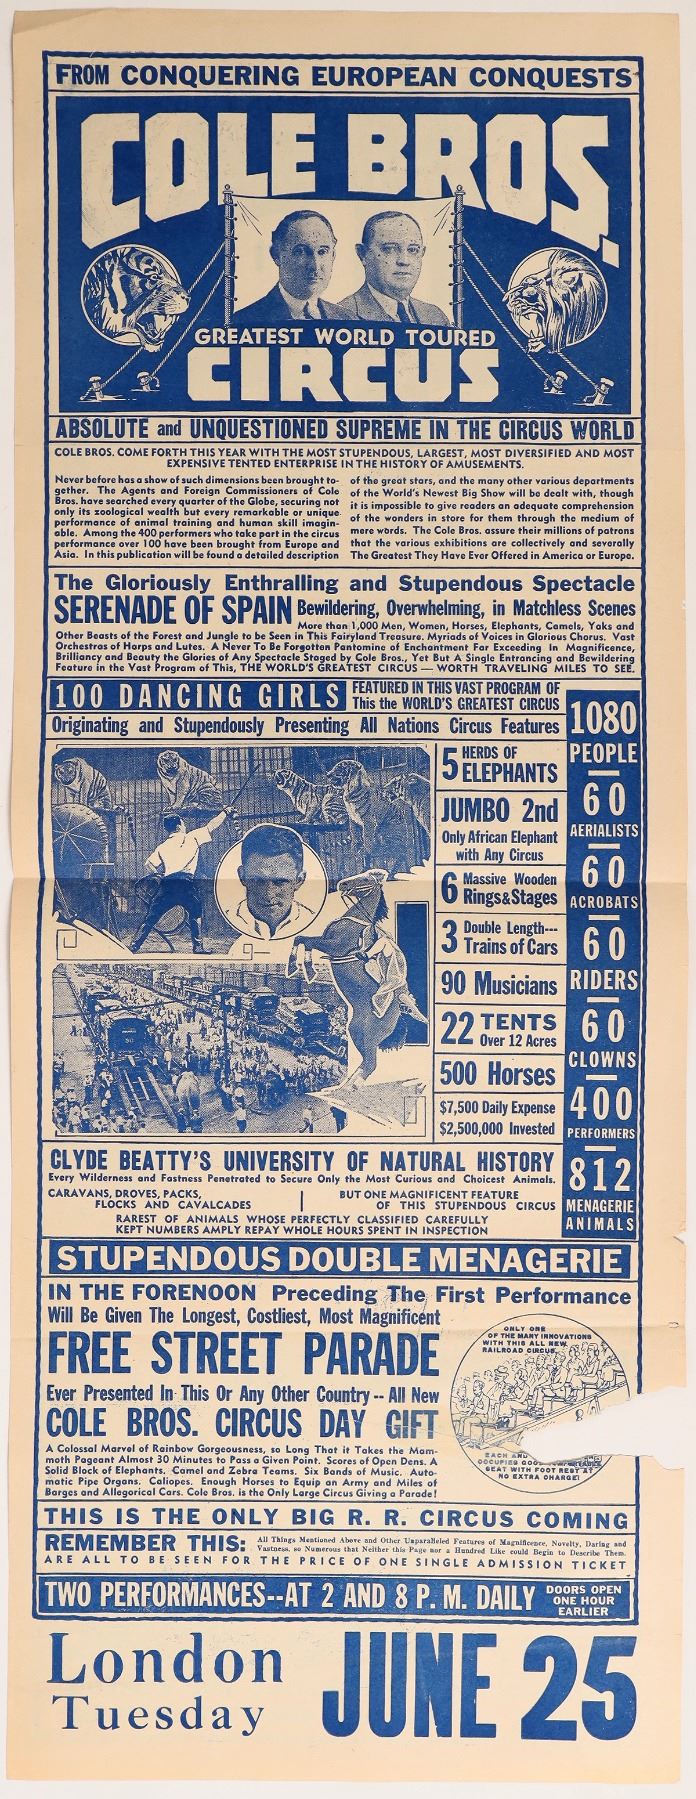 FROM CONQUERING EUROPEAN CONQUESTS
COLE BROS.
GREATEST WORLD TOURED
CIRCUS
ABSOLUTE and UNQUESTIONED SUPREME IN THE CIRCUS WORLD
COLE BROS. COME FORTH THIS YEAR WITH THE MOST STUPENDOUS, LARGEST, MOST DIVERSIFIED AND MOST
EXPENSIVE TENTED ENTERPRISE IN THE HISTORY OF AMUSEMENTS.
Never before has a show of such dimensions been brought to-
gether. The Agents and Foreign Commissioners of Cole
Bros. have searched every quarter of the Globe, securing not
only its zoological wealth but every remarkable or unique
performance of animal training and human skill imagin-
able. Among the 400 performers who take part in the circus
performance over 100 have been brought from Europe and
Asia. In this publication will be found a detailed description
of the great stars, and the many other various departments
of the World's Newest Big Show will be dealt with, though
it is impossible to give readers an adequate comprehension
of the wonders in store for them through the medium of
mere words. The Cole Bros. assure their millions of patrons
that the various exhibitions are collectively and severally
The Greatest They Have Ever Offered in America or Europe.
The Gloriously Enthralling and Stupendous Spectacle
SERENADE OF SPAIN Bewildering, Overwhelming, in Matchless Scenes
More than 1,000 Men, Women, Horses, Elephants, Camels, Yaks and
Other Beasts of the Forest and Jungle to be Seen in This Fairyland Treasure. Myriads of Voices in Glorious Chorus. Vast
Orchestras of Harps and Lutes. A Never To Be Forgotten Pantomine of Enchantment Far Exceeding In Magnificence,
Brilliancy and Beauty the Glories of Any Spectacle Staged by Cole Bros., Yet But A Single Entrancing and Bewildering
Feature in the Vast Program of This, THE WORLD'S GREATEST CIRCUS — WORTH TRAVELING MILES TO SEE.
100 DANCING GIRLS
FEATURED IN THIS VAST PROGRAM OF
This the WORLD'S GREATEST CIRCUS
Originating and Stupendously Presenting All Nations Circus Features
5 HERDS OF
ELEPHANTS
JUMBO 2nd
Only African Elephant
with Any Circus
6 Massive Wooden
Rings&Stages
3 Double Length---
Trains of Cars
90 Musicians
22 TENTS
Over 12 Acres
500 Horses
$7,500 Daily Expense
$2,500,000 Invested
1080
PEOPLE
60
AERIALISTS
60
ACROBATS
60
RIDERS
60
CLOWNS
400
PERFORMERS
812
MENAGERIE
ANIMALS
CLYDE BEATTY'S UNIVERSITY OF NATURAL HISTORY
Every Wilderness and Fastness Penetrated to Secure Only the Most Curious and Choicest Animals.
CARAVANS, DROVES, PACKS,
FLOCKS AND CAVALCADES
BUT ONE MAGNIFICENT FEATURE
OF THIS STUPENDOUS CIRCUS
RAREST OF ANIMALS WHOSE PERFECTLY CLASSIFIED CAREFULLY
KEPT NUMBERS AMPLY REPAY WHOLE HOURS SPENT IN INSPECTION
STUPENDOUS DOUBLE MENAGERIE
IN THE FORENOON Preceding The First Performance
Will Be Given The Longest, Costliest, Most Magnificent
FREE STREET PARADE
Ever Presented In This Or Any Other Country -- All New
COLE BROS. CIRCUS DAY GIFT
A Colossal Marvel of Rainbow Gorgeousness, so Long That it Takes the Mam-
moth Pageant Almost 30 Minutes to Pass a Given Point. Scores of Open Dens. A
Solid Block of Elephants. Camel and Zebra Teams. Six Bands of Music. Auto-
matic Pipe Organs. Caliopes. Enough Horses to Equip an Army and Miles of
Barges and Allegorical Cars. Cole Bros. is the Only Large Circus Giving a Parade!
ONLY ONE
OF THE MANY INNOVATIONS
WITH THIS ALL NEW
RAILROAD CIRCUS
EACH AND
OCCUPIES GOOD
SEAT WITH FOOT REST AT
NO EXTRA CHARGE!
THIS IS THE ONLY BIG R. R. CIRCUS COMING
REMEMBER THIS: All Things Mentioned Above and Other Unparalleled Features of Magnificence, Novelty, Daring and
Vastness, so Numerous that Neither this Page nor a Hundred Like could Begin to Describe Them.
ARE ALL TO BE SEEN FOR THE PRICE OF ONE SINGLE ADMISSION TICKET
TWO PERFORMANCES--AT 2 AND 8 P. M. DAILY
DOORS OPEN
ONE HOUR
EARLIER
London
Tuesday
JUNE 25